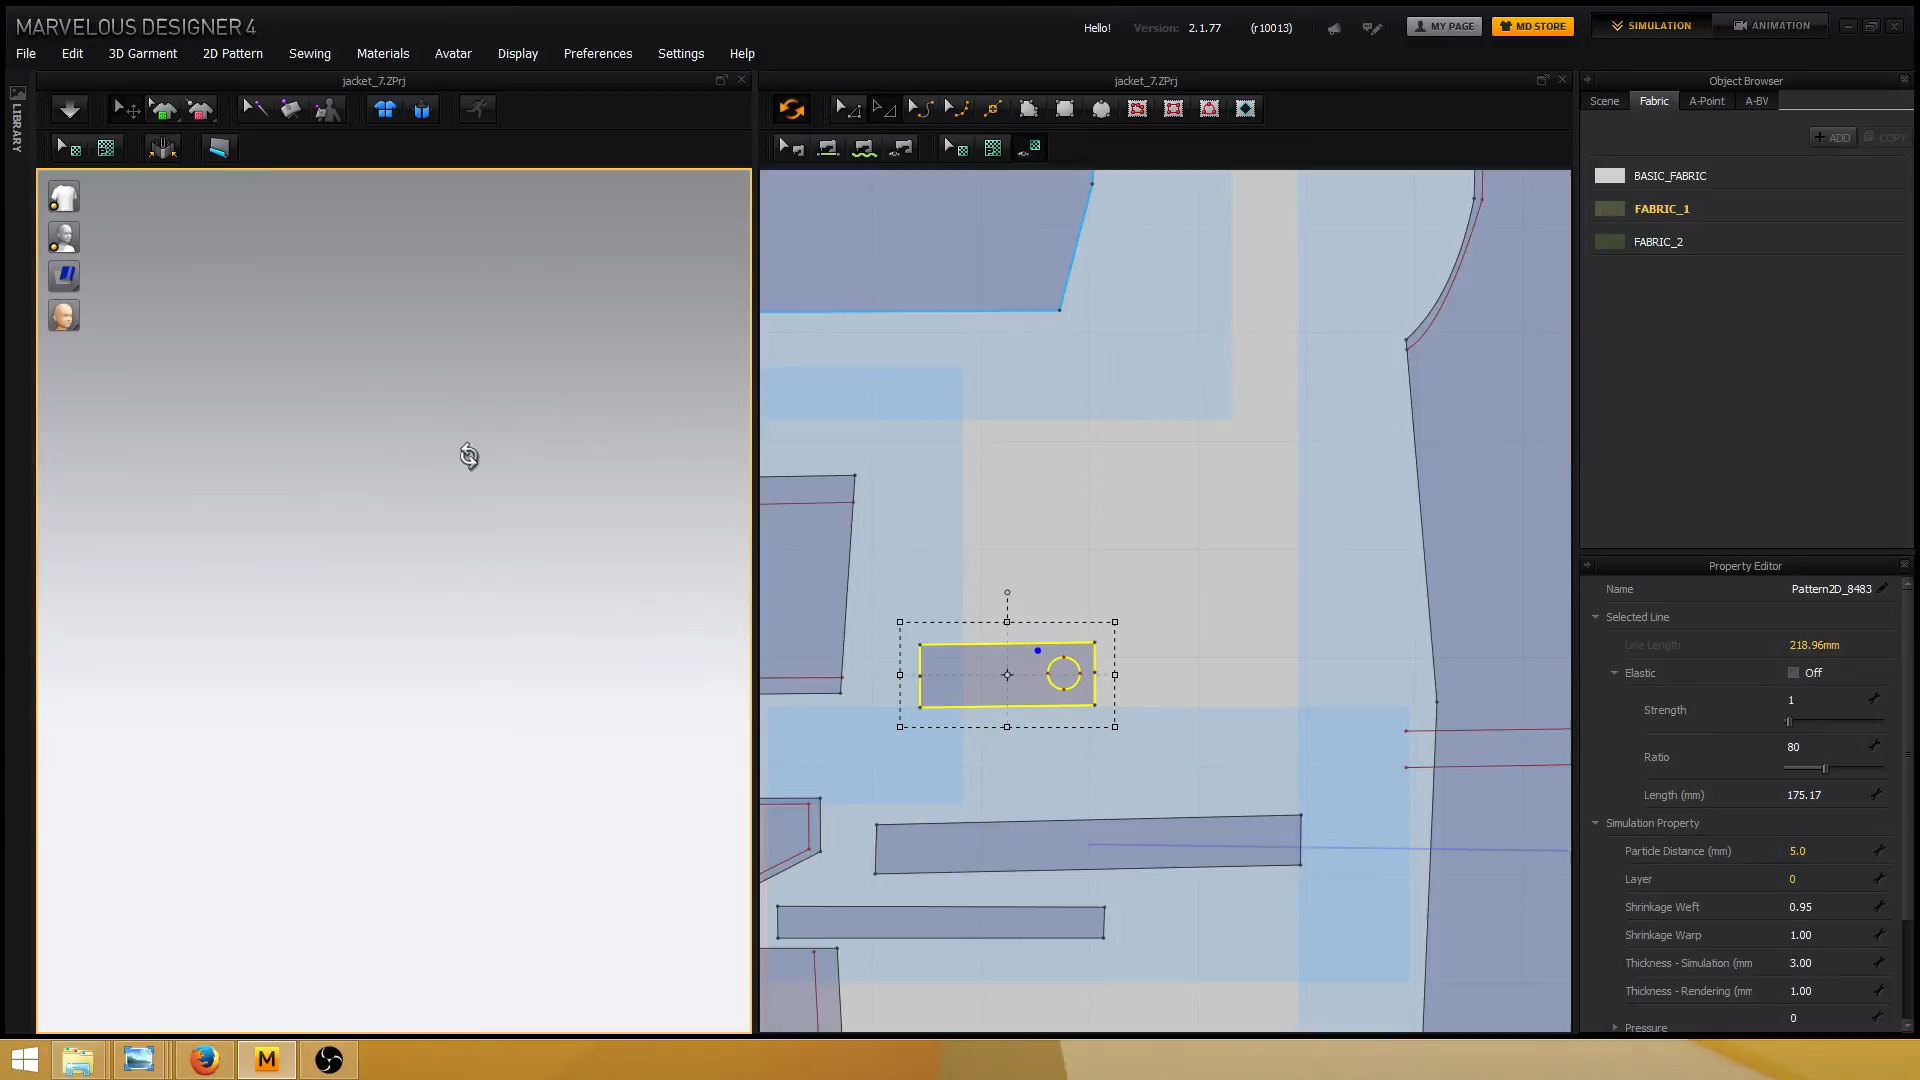 MARVELOUS DESIGNER 4
Hello!
Version: 2.1.77 (r10013)
MY PAGE
MD STORE
SIMULATION
ANIMATION
File Edit 3D Garment 2D Pattern Sewing Materials Avatar Display Preferences Settings Help
LIBRARY
jacket_7.ZPrj
jacket_7.ZPrj
Object Browser
Scene Fabric A-Point A-BV
+ ADD COPY
BASIC_FABRIC
FABRIC_1
FABRIC_2
Property Editor
Name Pattern2D_8483
Selected Line
Line Length 218.96mm
Elastic Off
Strength 1
Ratio 80
Length (mm) 175.17
Simulation Property
Particle Distance (mm) 5.0
Layer 0
Shrinkage Weft 0.95
Shrinkage Warp 1.00
Thickness - Simulation (mm 3.00
Thickness - Rendering (mm 1.00
Pressure 0
M